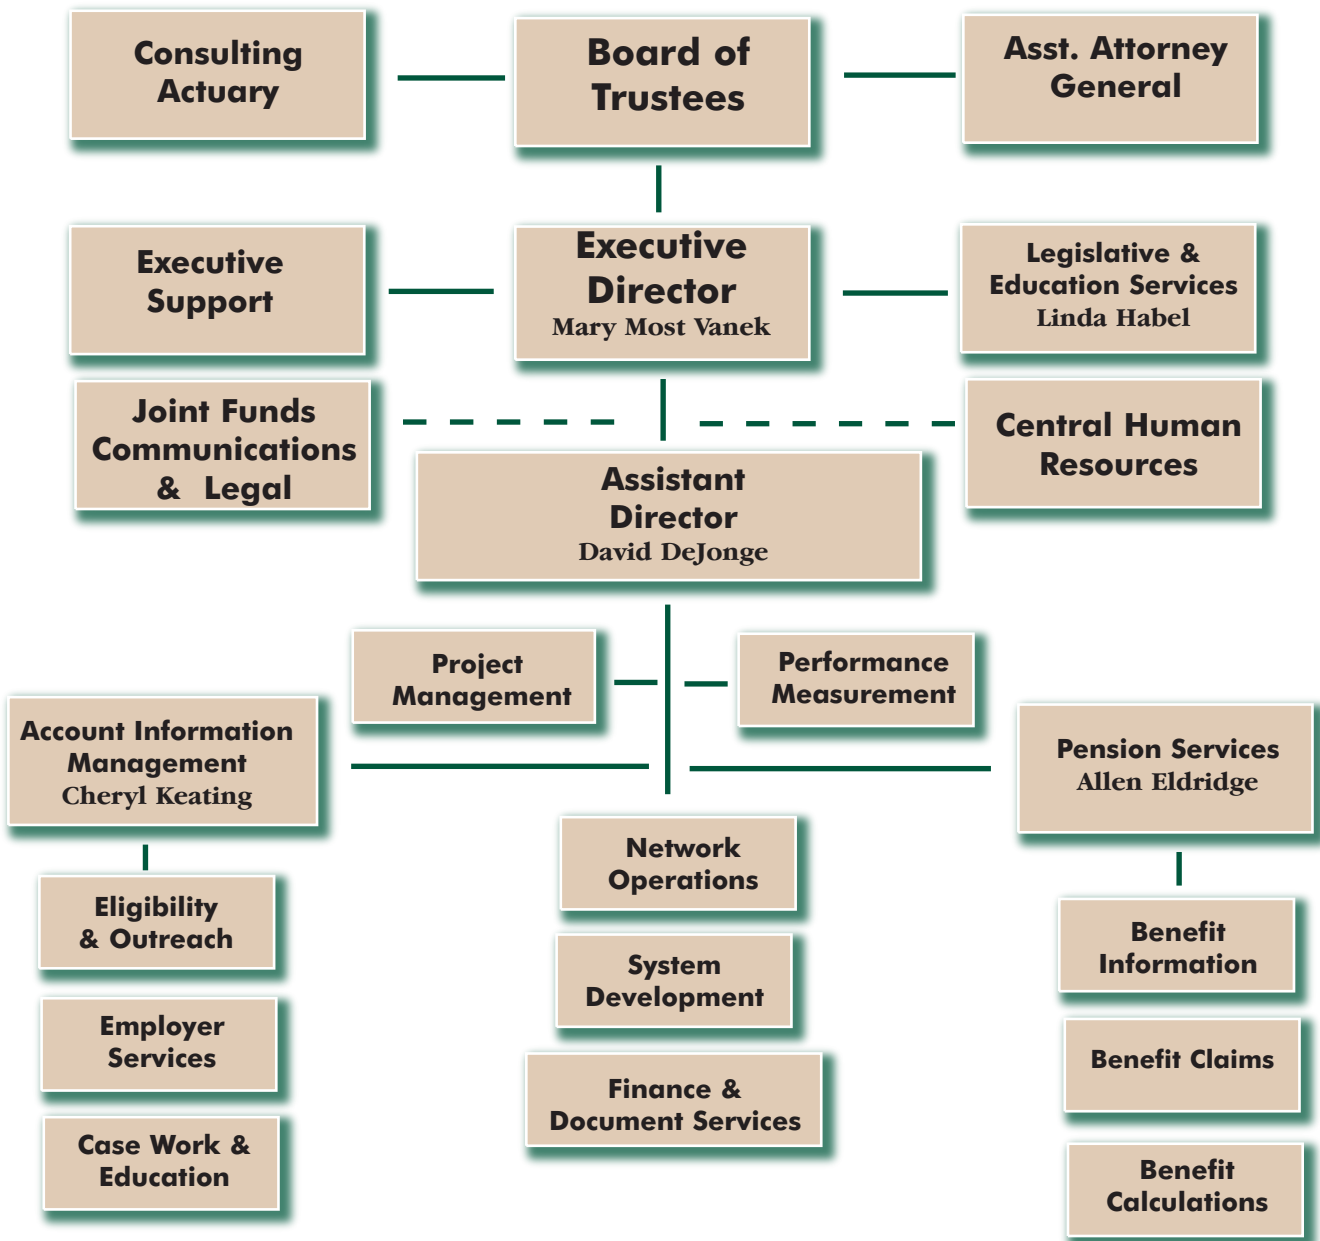 Consulting
Actuary
Board of
Trustees
Asst. Attorney
General
Executive
Support
Executive
Director
Mary Most Vanek
Legislative &
Education Services
Linda Habel
Joint Funds
Communications
& Legal
Central Human
Resources
Assistant
Director
David DeJonge
Project
Management
Performance
Measurement
Account Information
Management
Cheryl Keating
Pension Services
Allen Eldridge
Eligibility
& Outreach
Employer
Services
Case Work &
Education
Network
Operations
System
Development
Finance &
Document Services
Benefit
Information
Benefit Claims
Benefit
Calculations